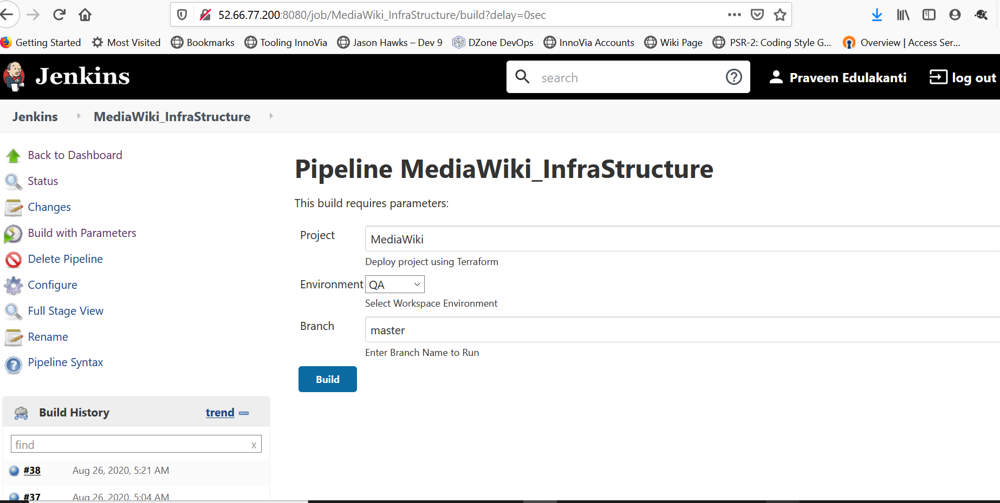 52.66.77.200:8080/job/MediaWiki_InfraStructure/build?delay=0sec
Getting Started Most Visited Bookmarks Tooling InnoVia Jason Hawks – Dev 9 DZone DevOps InnoVia Accounts Wiki Page PSR-2: Coding Style G... Overview | Access Ser...
Jenkins search ? Praveen Edulakanti log out
Jenkins MediaWiki_InfraStructure
Back to Dashboard
Status
Changes
Build with Parameters
Delete Pipeline
Configure
Full Stage View
Rename
Pipeline Syntax
Build History trend
find x
#38 Aug 26, 2020, 5:21 AM
#37 Aug 26, 2020, 5:04 AM
Pipeline MediaWiki_InfraStructure
This build requires parameters:
Project MediaWiki
Deploy project using Terraform
Environment QA
Select Workspace Environment
Branch master
Enter Branch Name to Run
Build